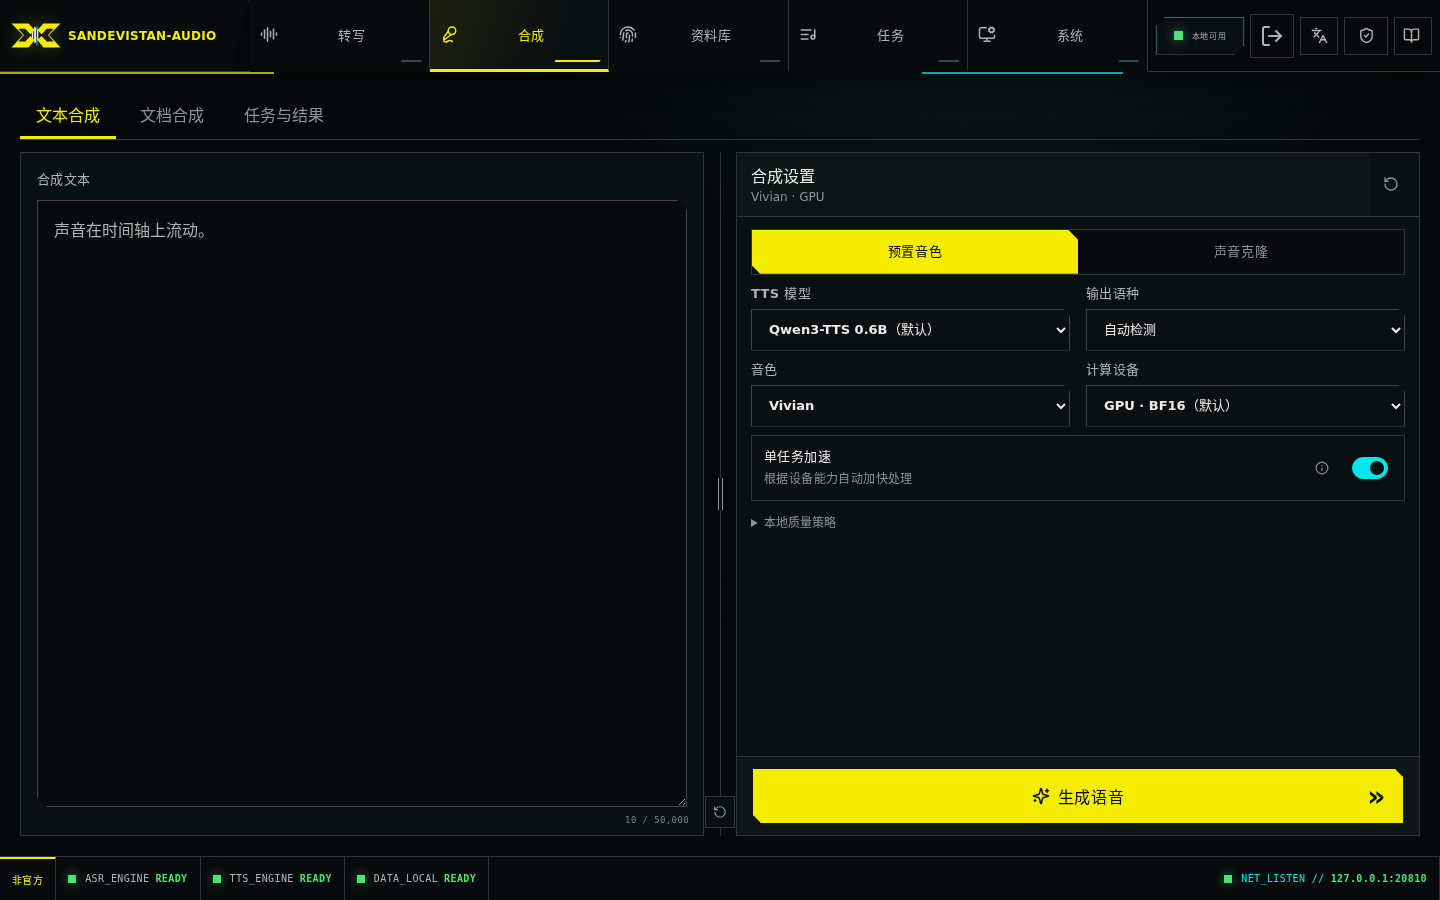 SANDEVISTAN-AUDIO
转写
合成
资料库
任务
系统
本地可用
文本合成
文档合成
任务与结果
合成文本
声音在时间轴上流动。
10 / 50,000
合成设置
Vivian · GPU
预置音色
声音克隆
TTS 模型
输出语种
Qwen3-TTS 0.6B（默认）
自动检测
音色
计算设备
Vivian
GPU · BF16（默认）
单任务加速
根据设备能力自动加快处理
本地质量策略
生成语音
非官方
ASR_ENGINE READY
TTS_ENGINE READY
DATA_LOCAL READY
NET_LISTEN // 127.0.0.1:20810